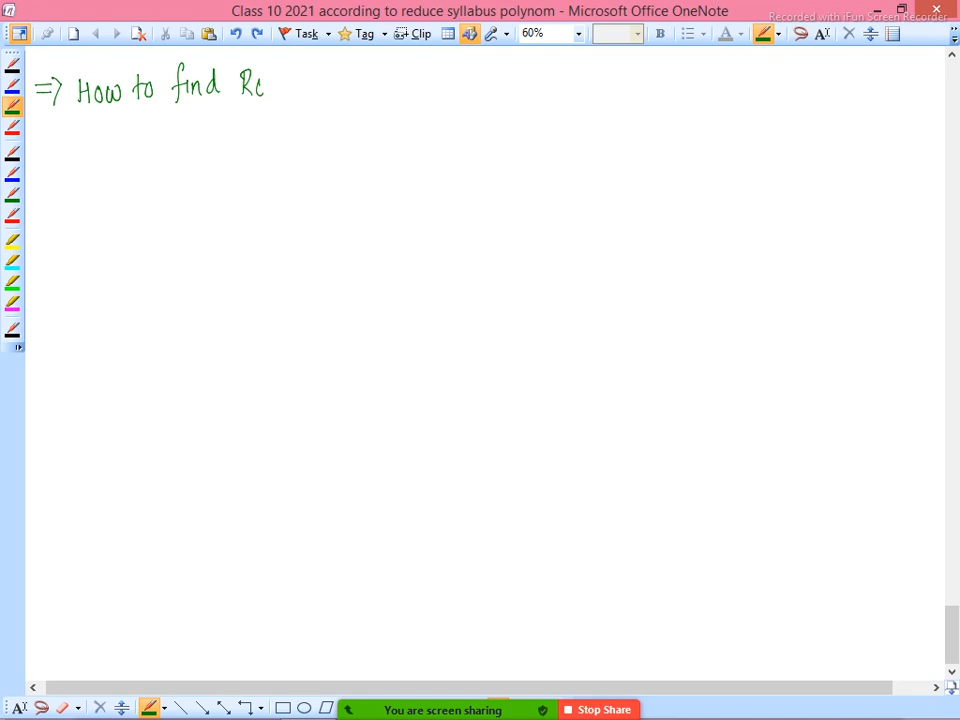 Class 10 2021 according to reduce syllabus polynom - Microsoft Office OneNote
Recorded with iFun Screen Recorder
Task Tag Clip 60% B A A
⇒ How to find Ro
A You are screen sharing Stop Share